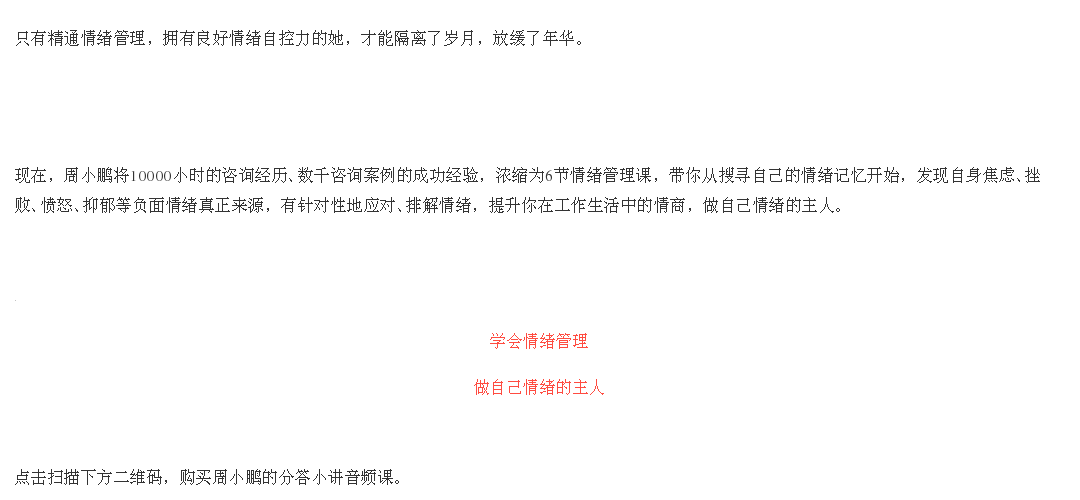 只有精通情绪管理，拥有良好情绪自控力的她，才能隔离了岁月，放缓了年华。
现在，周小鹏将10000小时的咨询经历、数千咨询案例的成功经验，浓缩为6节情绪管理课，带你从搜寻自己的情绪记忆开始，发现自身焦虑、挫
败、愤怒、抑郁等负面情绪真正来源，有针对性地应对、排解情绪，提升你在工作生活中的情商，做自己情绪的主人。
学会情绪管理
做自己情绪的主人
点击扫描下方二维码，购买周小鹏的分答小讲音频课。